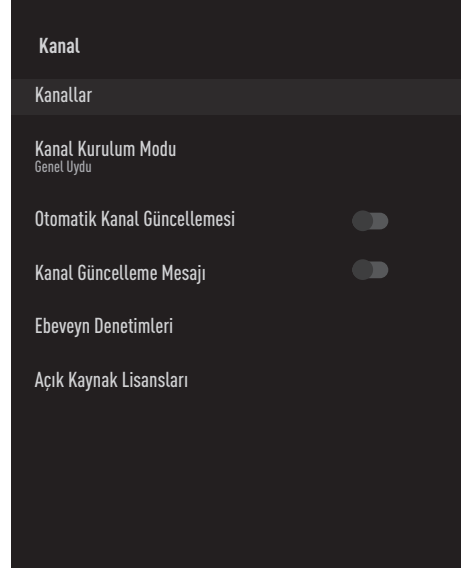 Kanal
Kanallar
Kanal Kurulum Modu
Genel Uydu
Otomatik Kanal Güncellemesi
Kanal Güncelleme Mesajı
Ebeveyn Denetimleri
Açık Kaynak Lisansları